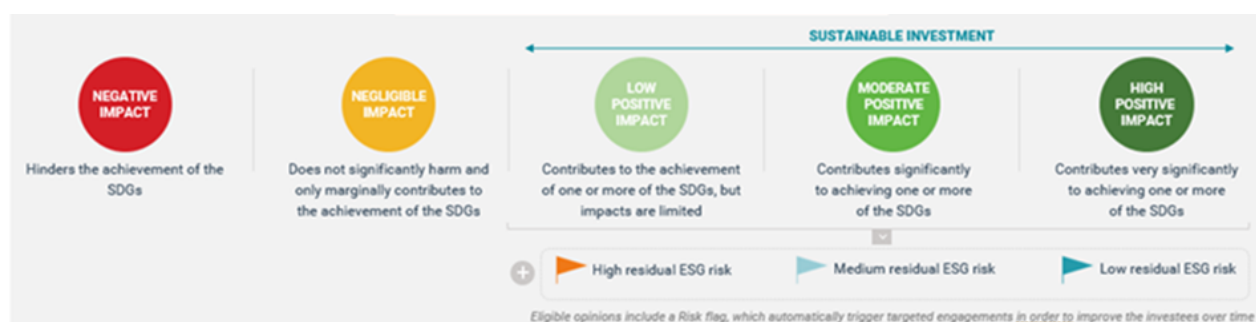 SUSTAINABLE INVESTMENT
NEGATIVE
IMPACT
NEGLIGIBLE
IMPACT
LOW
POSITIVE
IMPACT
MODERATE
POSITIVE
IMPACT
HIGH
POSITIVE
IMPACT
Hinders the achievement of the
SDGs
Does not significantly harm and
only marginally contributes to
the achievement of the SDGs
Contributes to the achievement
of one or more of the SDGs, but
impacts are limited
Contributes significantly
to achieving one or more
of the SDGs
Contributes very significantly
to achieving one or more
of the SDGs
High residual ESG risk
Medium residual ESG risk
Low residual ESG risk
Eligible opinions include a Risk flag, which automatically trigger targeted engagements in order to improve the investees over time